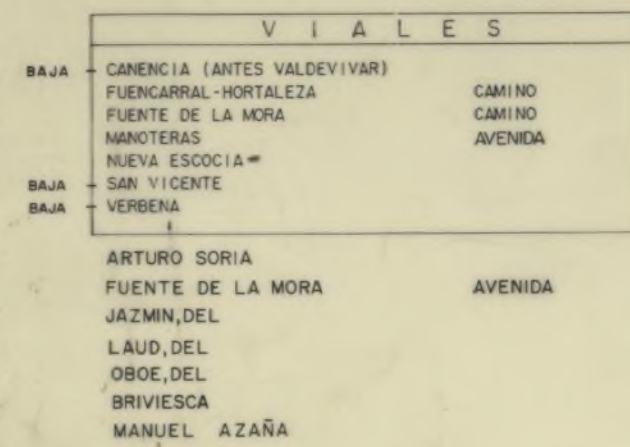 V I A L E S
BAJA - CANENCIA (ANTES VALDEVIVAR)
FUENCARRAL-HORTALEZA CAMINO
FUENTE DE LA MORA CAMINO
MANOTERAS AVENIDA
NUEVA ESCOCIA
BAJA - SAN VICENTE
BAJA - VERBENA
ARTURO SORIA
FUENTE DE LA MORA AVENIDA
JAZMIN,DEL
LAUD,DEL
OBOE,DEL
BRIVIESCA
MANUEL AZAÑA